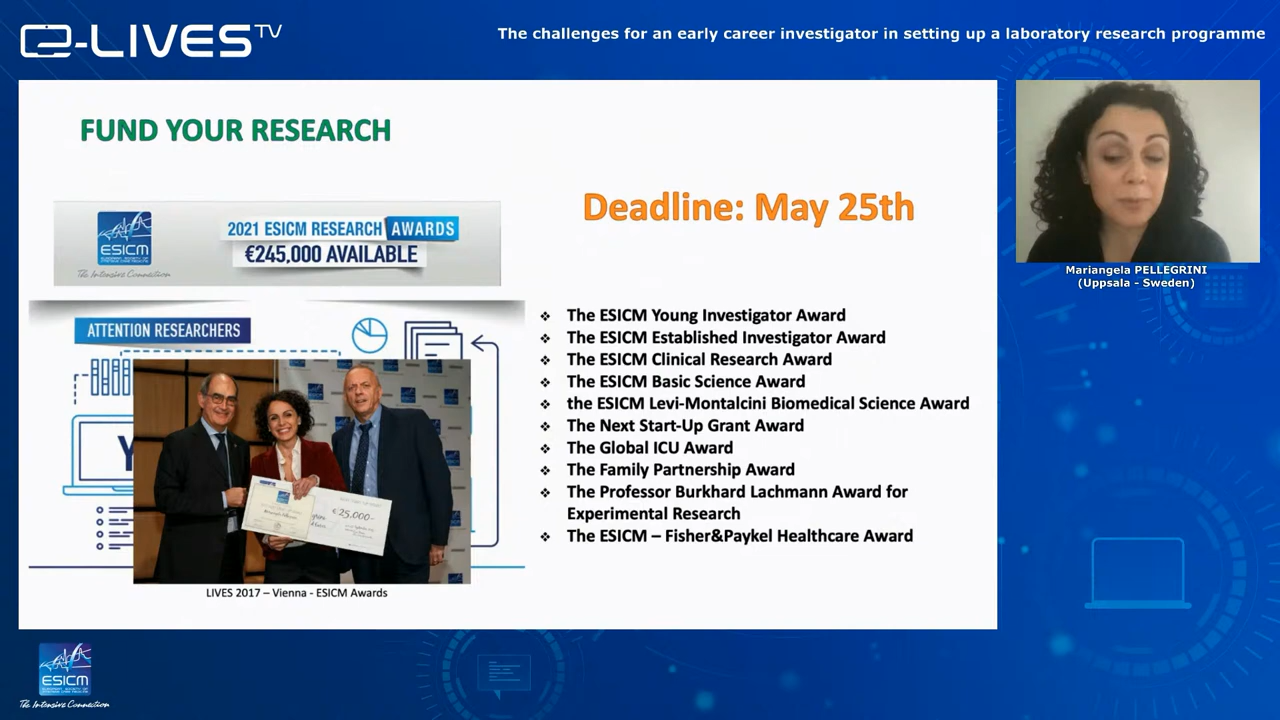 e-LIVES TV
The challenges for an early career investigator in setting up a laboratory research programme
FUND YOUR RESEARCH
Deadline: May 25th
2021 ESICM RESEARCH AWARDS
€245,000 AVAILABLE
ESICM
The Intensive Connection
ATTENTION RESEARCHERS
Y
€25.000-
LIVES 2017 – Vienna - ESICM Awards
❖ The ESICM Young Investigator Award
❖ The ESICM Established Investigator Award
❖ The ESICM Clinical Research Award
❖ The ESICM Basic Science Award
❖ the ESICM Levi-Montalcini Biomedical Science Award
❖ The Next Start-Up Grant Award
❖ The Global ICU Award
❖ The Family Partnership Award
❖ The Professor Burkhard Lachmann Award for
Experimental Research
❖ The ESICM – Fisher&Paykel Healthcare Award
Mariangela PELLEGRINI
(Uppsala - Sweden)
ESICM
The Intensive Connection